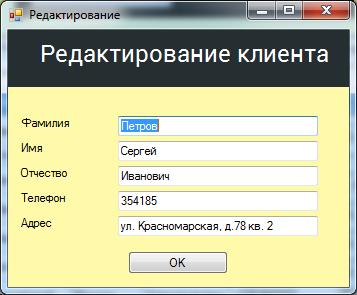 Редактирование
Редактирование клиента
Фамилия Петров
Имя Сергей
Отчество Иванович
Телефон 354185
Адрес ул. Красномарская, д.78 кв. 2
OK